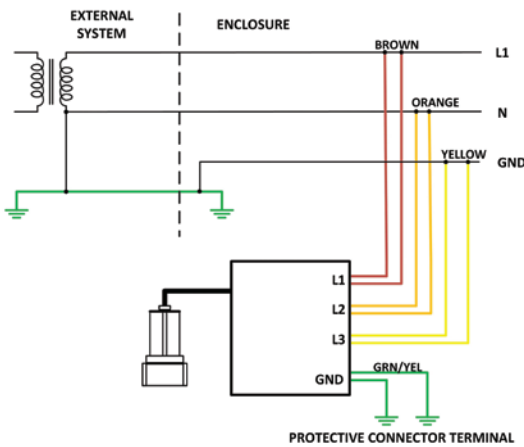 EXTERNAL
SYSTEM
ENCLOSURE
BROWN
L1
ORANGE
N
YELLOW
GND
L1
L2
L3
GRN/YEL
GND
PROTECTIVE CONNECTOR TERMINAL